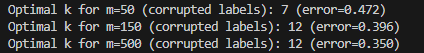 Optimal k for m=50 (corrupted labels): 7 (error=0.472)
Optimal k for m=150 (corrupted labels): 12 (error=0.396)
Optimal k for m=500 (corrupted labels): 12 (error=0.350)